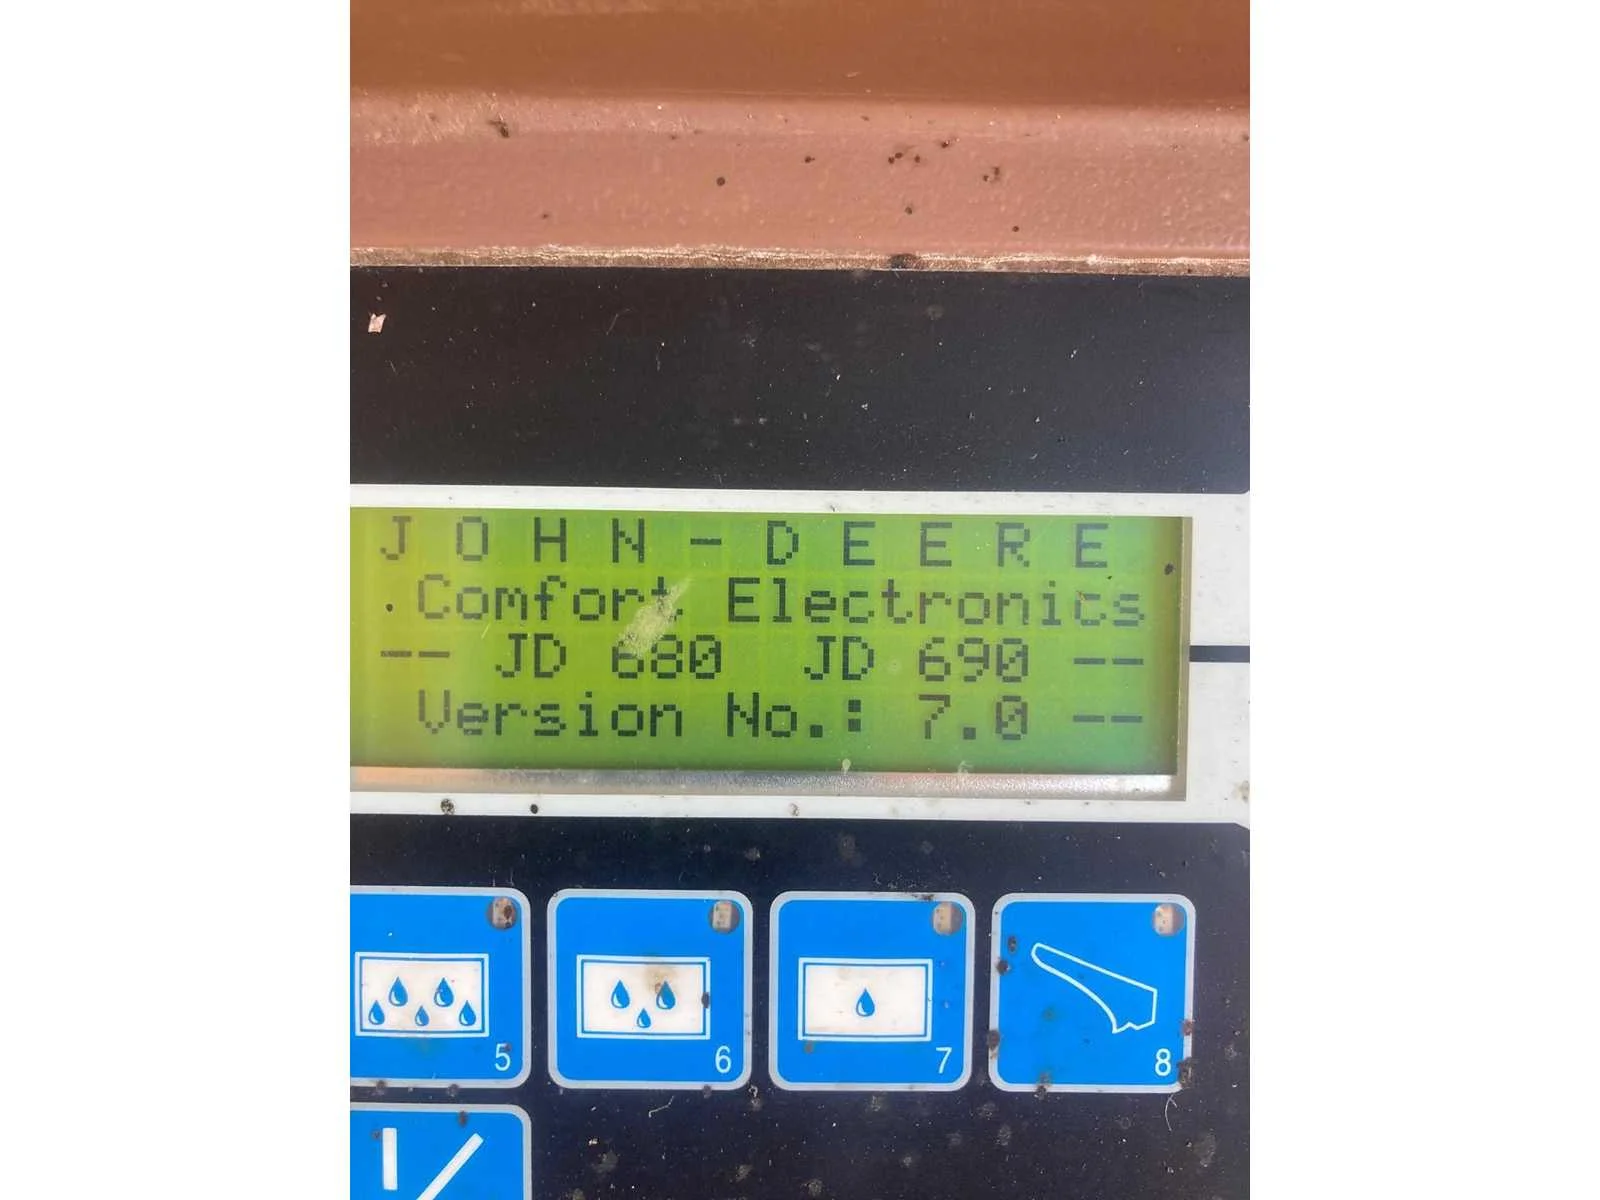 JOHN-DEERE
Comfort Electronics
-- JD 680 JD 690 --
Version No.: 7.0 --
5
6
7
8